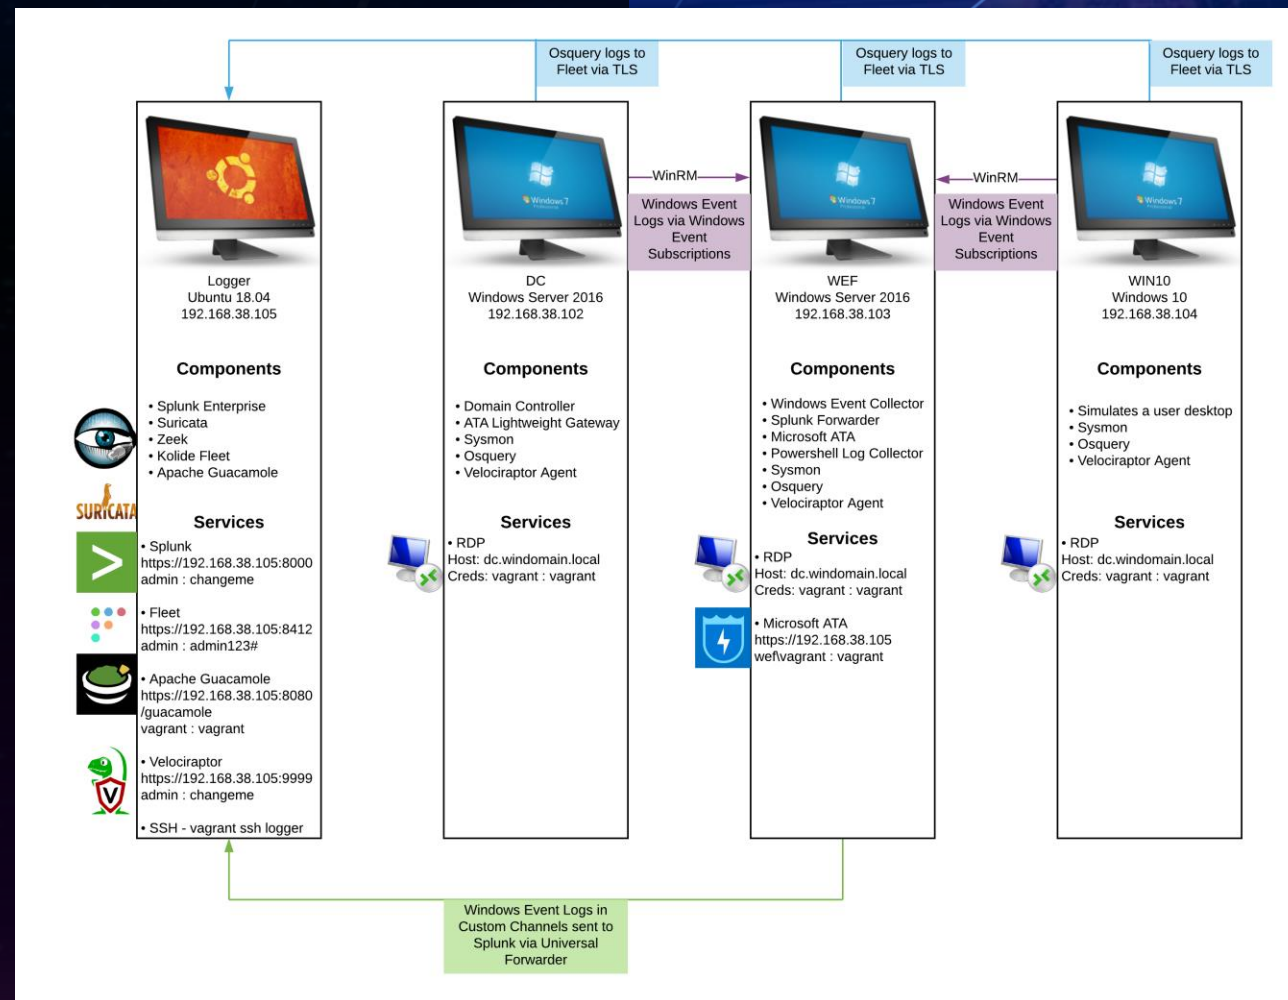 Osquery logs to
Fleet via TLS
Osquery logs to
Fleet via TLS
Osquery logs to
Fleet via TLS
Windows 7
Windows 7
Windows 7
WinRM
Windows Event
Logs via Windows
Event
Subscriptions
WinRM
Windows Event
Logs via Windows
Event
Subscriptions
Logger
Ubuntu 18.04
192.168.38.105
Components
• Splunk Enterprise
• Suricata
• Zeek
• Kolide Fleet
• Apache Guacamole
SURICATA
Services
• Splunk
https://192.168.38.105:8000
admin : changeme
• Fleet
https://192.168.38.105:8412
admin : admin123#
• Apache Guacamole
https://192.168.38.105:8080
/guacamole
vagrant : vagrant
• Velociraptor
https://192.168.38.105:9999
admin : changeme
V
• SSH - vagrant ssh logger
DC
Windows Server 2016
192.168.38.102
Components
• Domain Controller
• ATA Lightweight Gateway
• Sysmon
• Osquery
• Velociraptor Agent
Services
• RDP
Host: dc.windomain.local
Creds: vagrant : vagrant
WEF
Windows Server 2016
192.168.38.103
Components
• Windows Event Collector
• Splunk Forwarder
• Microsoft ATA
• Powershell Log Collector
• Sysmon
• Osquery
• Velociraptor Agent
Services
• RDP
Host: dc.windomain.local
Creds: vagrant : vagrant
• Microsoft ATA
https://192.168.38.105
wef\vagrant : vagrant
WIN10
Windows 10
192.168.38.104
Components
• Simulates a user desktop
• Sysmon
• Osquery
• Velociraptor Agent
Services
• RDP
Host: dc.windomain.local
Creds: vagrant : vagrant
Windows Event Logs in
Custom Channels sent to
Splunk via Universal
Forwarder